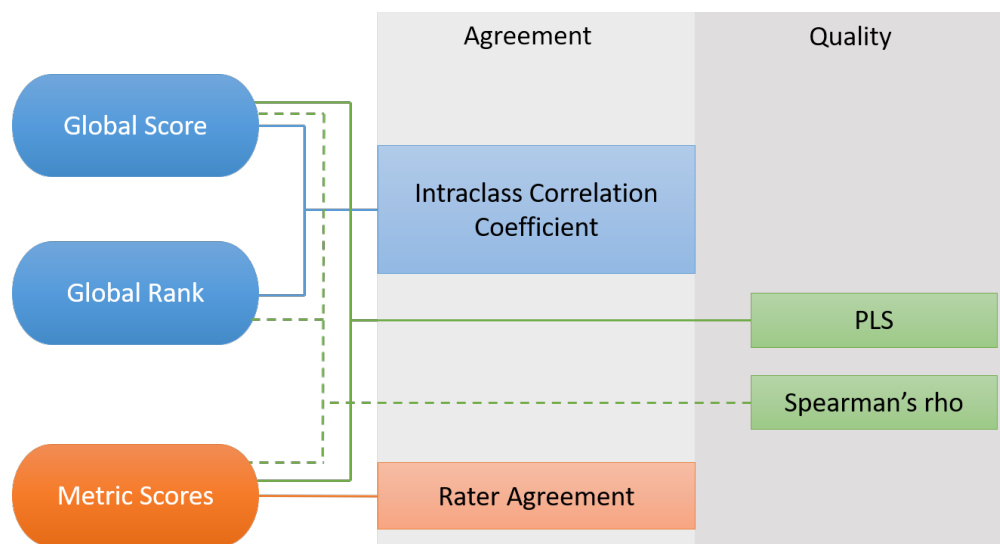 Agreement
Quality
Global Score
Intraclass Correlation
Coefficient
Global Rank
PLS
Spearman’s rho
Metric Scores
Rater Agreement